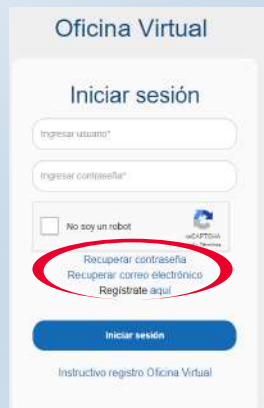 Oficina Virtual
Iniciar sesión
Ingresar usuario*
Ingresar contraseña*
No soy un robot
reCAPTCHA
Recuperar contraseña
Recuperar correo electrónico
Regístrate aquí
Iniciar sesión
Instructivo registro Oficina Virtual